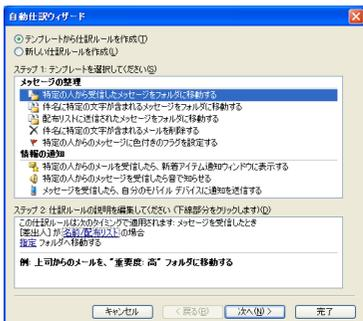 自動仕訳ウィザード
テンプレートから仕訳ルールを作成(T)
新しい仕訳ルールを作成(L)
ステップ 1: テンプレートを選択してください(S)
メッセージの整理
特定の人から受信したメッセージをフォルダに移動する
件名に特定の文字が含まれるメッセージをフォルダに移動する
配布リストに送信されたメッセージをフォルダに移動する
件名に特定の文字が含まれるメールを削除する
特定の人からのメッセージに色付きのフラグを設定する
情報の通知
特定の人からのメールを受信したら、新着アイテム通知ウィンドウに表示する
特定の人からのメッセージを受信したら音で知らせる
メッセージを受信したら、自分のモバイル デバイスに通知を送信する
ステップ 2: 仕訳ルールの説明を編集してください (下線部分をクリックします)(D)
この仕訳ルールは次のタイミングで適用されます: メッセージを受信したとき
[差出人] が 名前/配布リスト の場合
指定 フォルダへ移動する
例: 上司からのメールを、"重要度: 高" フォルダに移動する
キャンセル
< 戻る(B)
次へ(N) >
完了